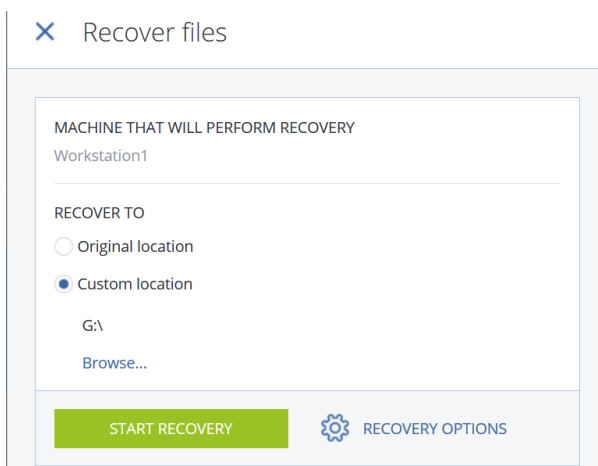 Recover files
MACHINE THAT WILL PERFORM RECOVERY
Workstation1
RECOVER TO
Original location
Custom location
G:\
Browse...
START RECOVERY
RECOVERY OPTIONS